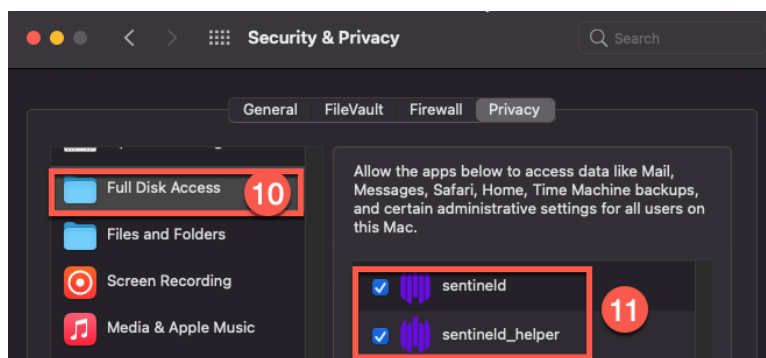 Security & Privacy
Search
General FileVault Firewall Privacy
Full Disk Access
10
Files and Folders
Screen Recording
Media & Apple Music
Allow the apps below to access data like Mail,
Messages, Safari, Home, Time Machine backups,
and certain administrative settings for all users on
this Mac.
sentineld
11
sentineld_helper